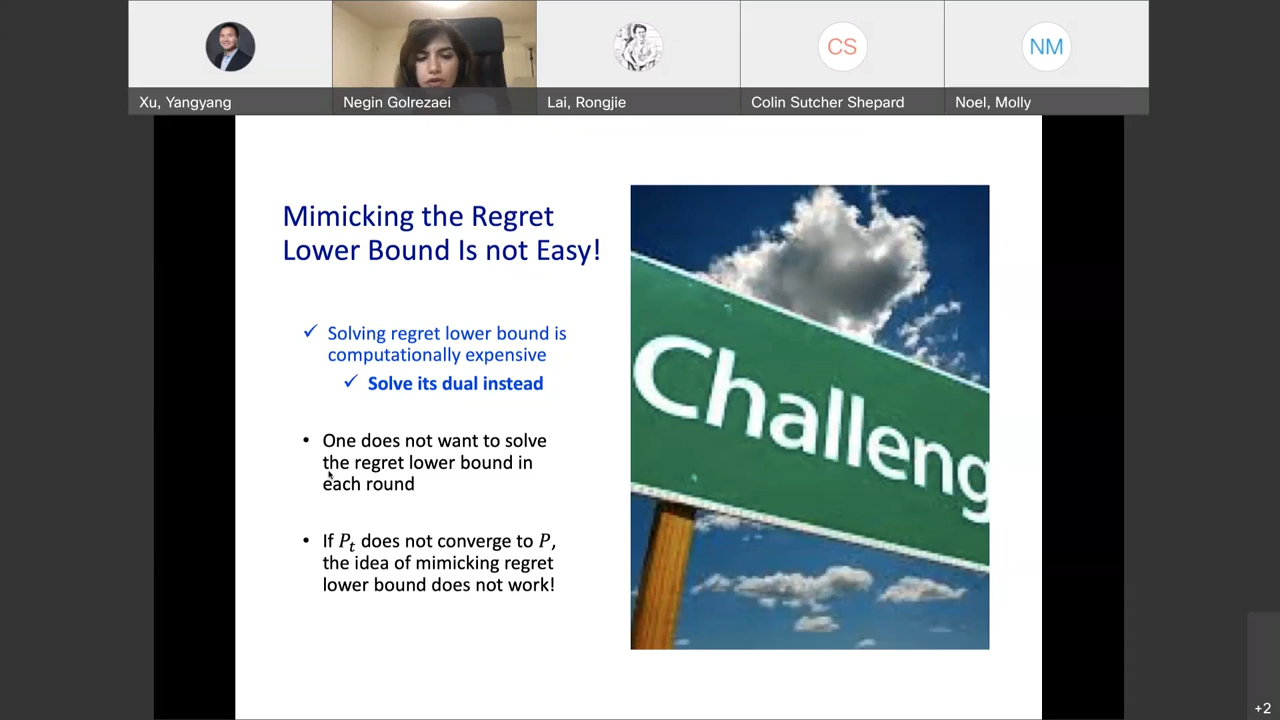 CS
NM
Xu, Yangyang
Negin Golrezaei
Lai, Rongjie
Colin Sutcher Shepard
Noel, Molly
Mimicking the Regret
Lower Bound Is not Easy!
✓ Solving regret lower bound is
computationally expensive
✓ Solve its dual instead
• One does not want to solve
the regret lower bound in
each round
• If P_t does not converge to P,
the idea of mimicking regret
lower bound does not work!
Challeng
+2